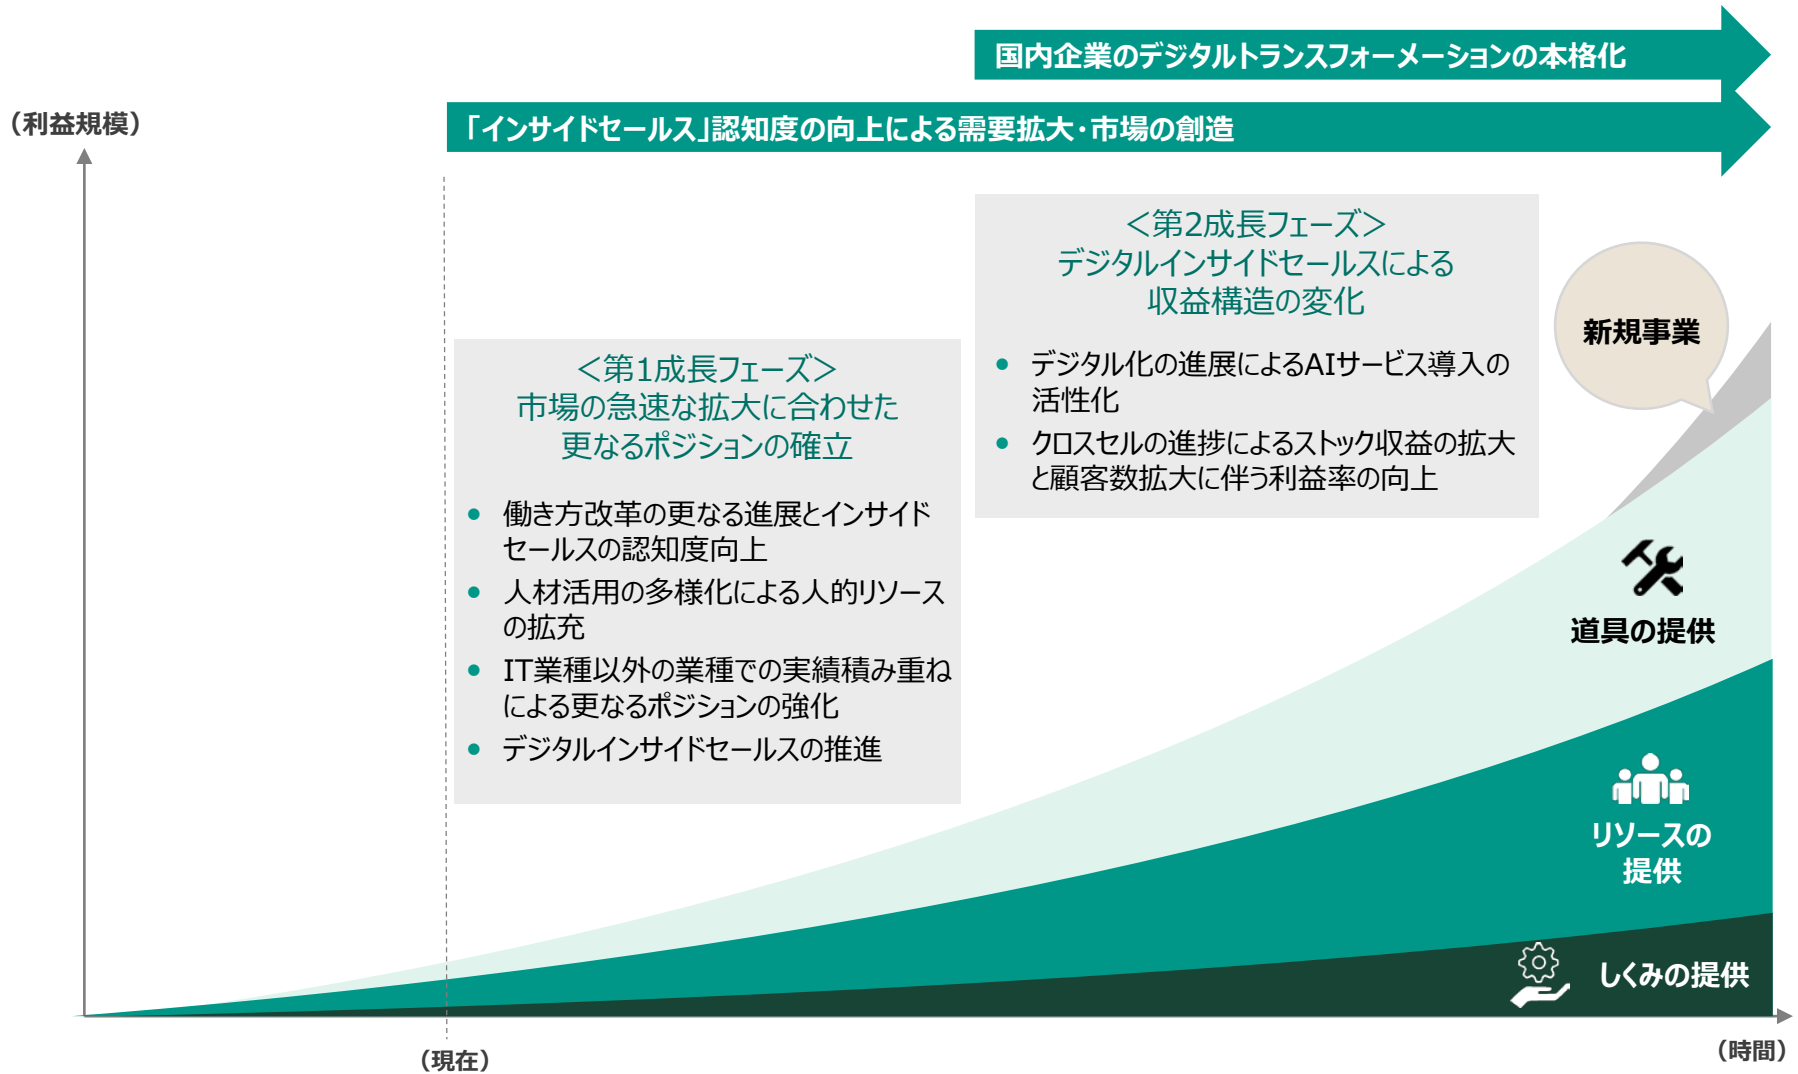 国内企業のデジタルトランスフォーメーションの本格化
「インサイドセールス」認知度の向上による需要拡大・市場の創造
（利益規模）
＜第2成長フェーズ＞
デジタルインサイドセールスによる
収益構造の変化
• デジタル化の進展によるAIサービス導入の
活性化
• クロスセルの進捗によるストック収益の拡大
と顧客数拡大に伴う利益率の向上
＜第1成長フェーズ＞
市場の急速な拡大に合わせた
更なるポジションの確立
• 働き方改革の更なる進展とインサイド
セールスの認知度向上
• 人材活用の多様化による人的リソース
の拡充
• IT業種以外の業種での実績積み重ね
による更なるポジションの強化
• デジタルインサイドセールスの推進
新規事業
道具の提供
リソースの
提供
しくみの提供
（現在）
（時間）